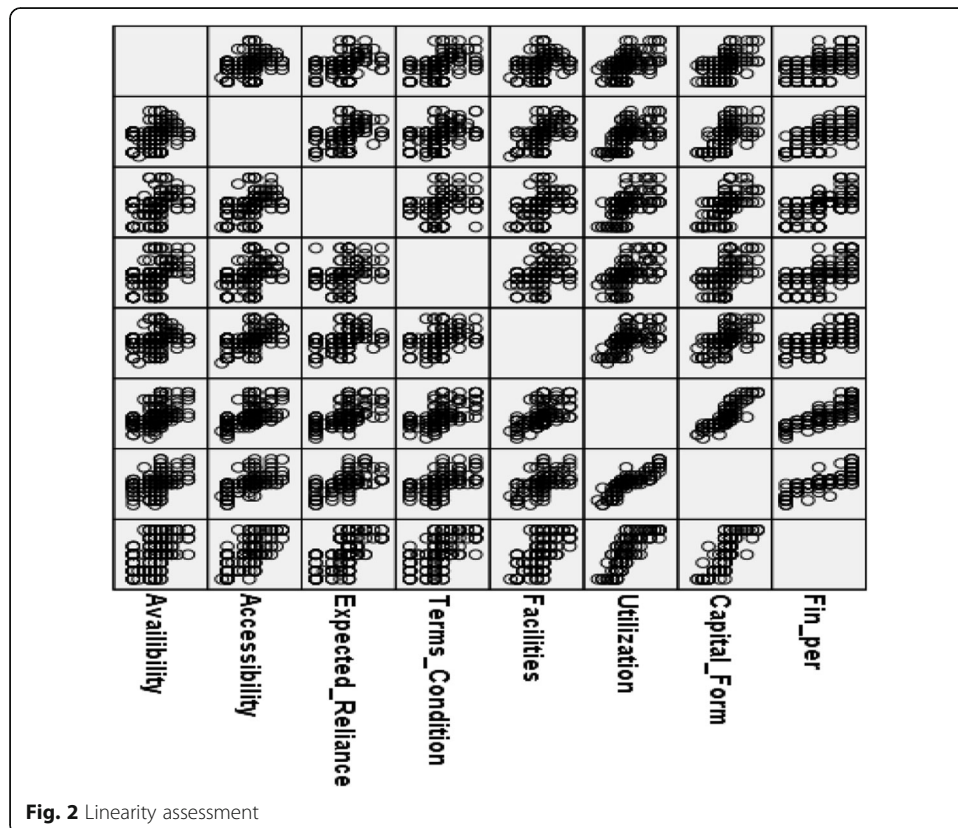 Availibility
Accessibility
Expected_Reliance
Terms_Condition
Facilities
Utilization
Capital_Form
Fin_per
Fig. 2 Linearity assessment